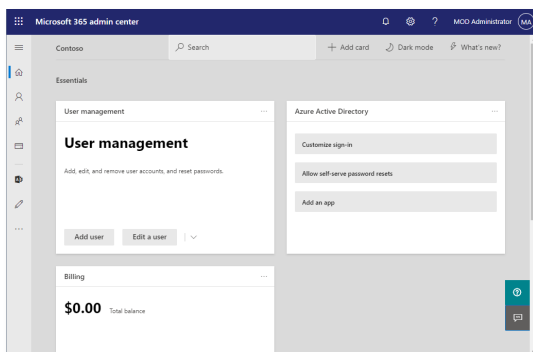 Microsoft 365 admin center
MOD Administrator
MA
Contoso
Search
Add card
Dark mode
What's new?
Essentials
User management
User management
Add, edit, and remove user accounts, and reset passwords.
Add user
Edit a user
Azure Active Directory
Customize sign-in
Allow self-serve password resets
Add an app
Billing
$0.00 Total balance